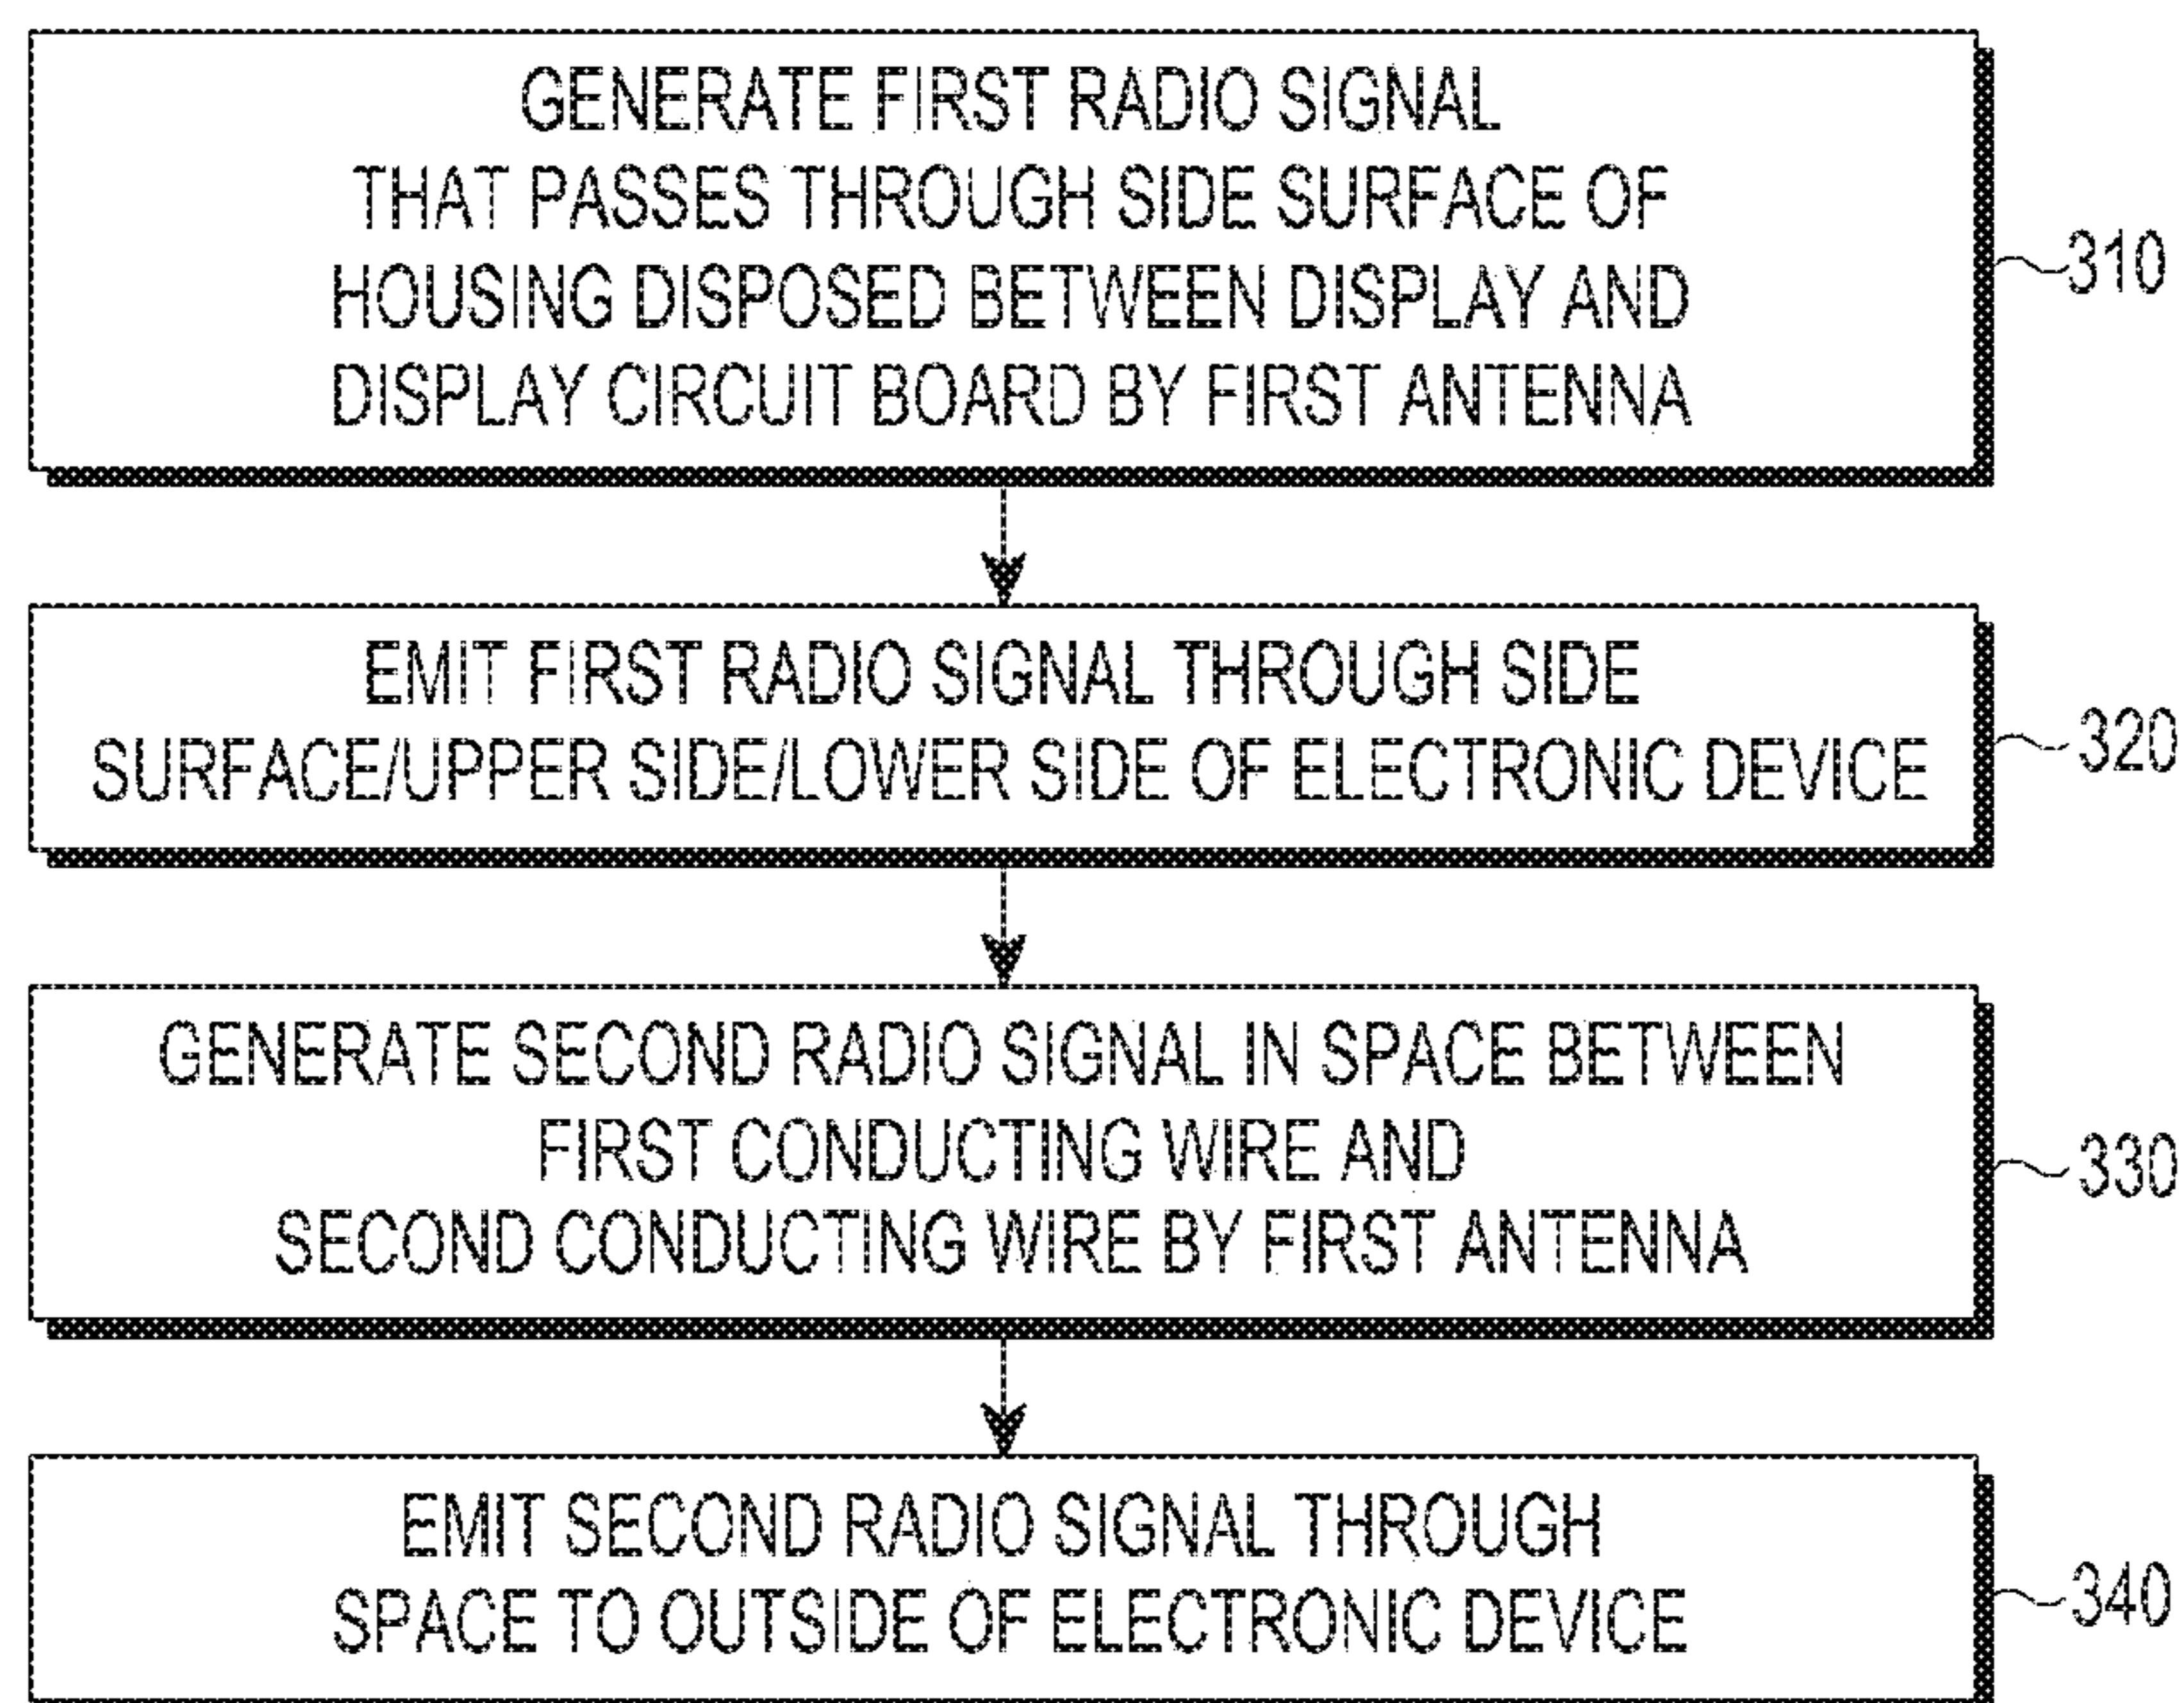 GENERATE FIRST RADIO SIGNAL
THAT PASSES THROUGH SIDE SURFACE OF
HOUSING DISPOSED BETWEEN DISPLAY AND
DISPLAY CIRCUIT BOARD BY FIRST ANTENNA
310
EMIT FIRST RADIO SIGNAL THROUGH SIDE
SURFACE/UPPER SIDE/LOWER SIDE OF ELECTRONIC DEVICE
320
GENERATE SECOND RADIO SIGNAL IN SPACE BETWEEN
FIRST CONDUCTING WIRE AND
SECOND CONDUCTING WIRE BY FIRST ANTENNA
330
EMIT SECOND RADIO SIGNAL THROUGH
SPACE TO OUTSIDE OF ELECTRONIC DEVICE
340